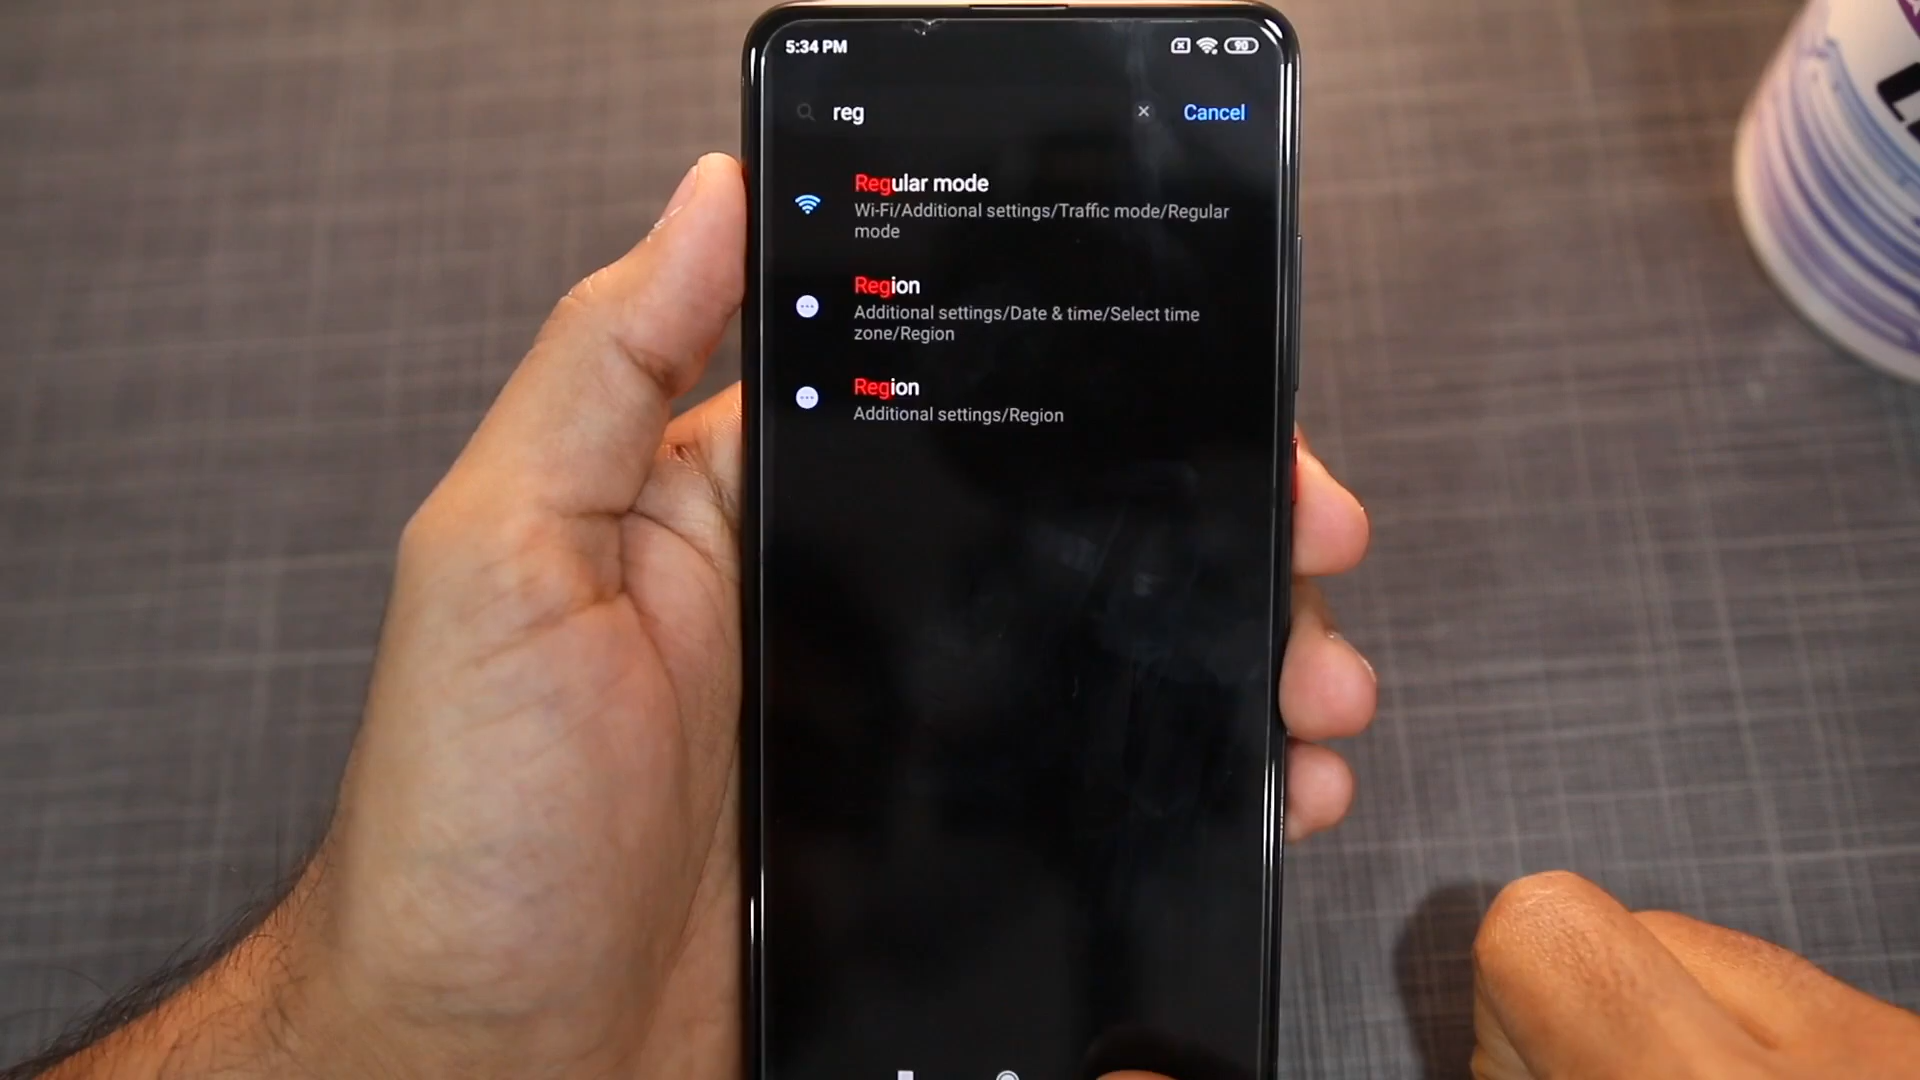 5:34 PM
90
reg
Cancel
Regular mode
Wi-Fi/Additional settings/Traffic mode/Regular
mode
Region
Additional settings/Date & time/Select time
zone/Region
Region
Additional settings/Region